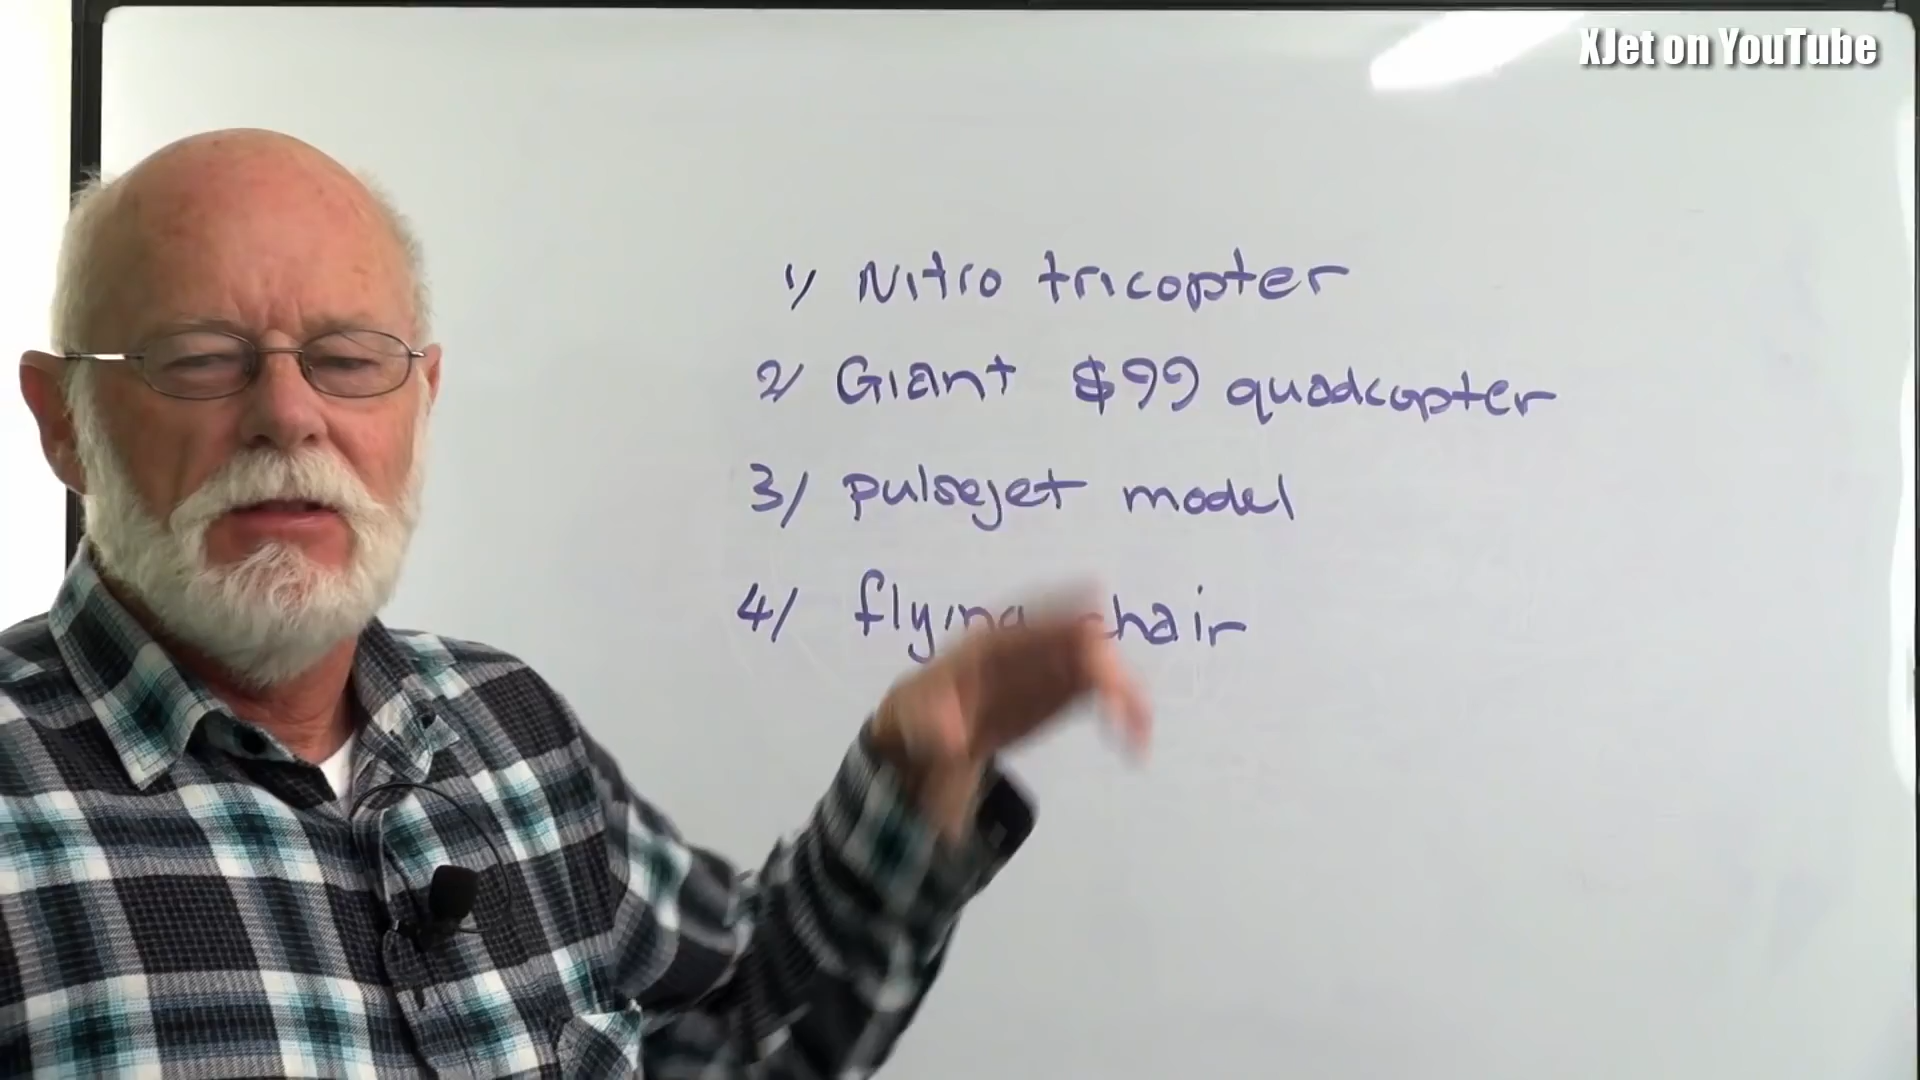 XJet on YouTube
1/ Nitro tricopter
2/ Giant $99 quadcopter
3/ pulsejet model
4/ flying chair